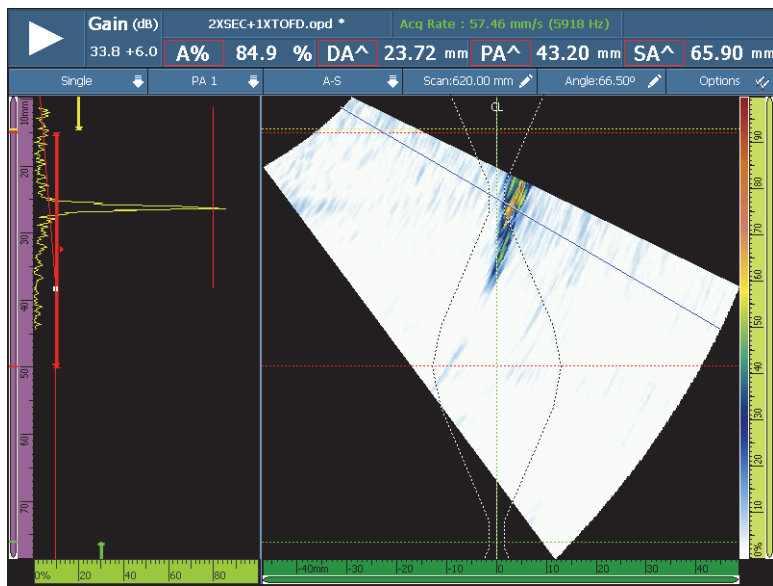 Gain (dB) 2XSEC+1XTOFD.opd * Acq Rate : 57.46 mm/s (5918 Hz)
33.8 +6.0 A% 84.9 % DA^ 23.72 mm PA^ 43.20 mm SA^ 65.90 mm
Single PA 1 A-S Scan:620.00 mm Angle:66.50º Options
10mm
20
30
40
50
60
70
CL
90
80
70
60
50
40
30
20
10
0%
0% 20 40 60 80
-40mm -30 -20 -10 0 10 20 30 40